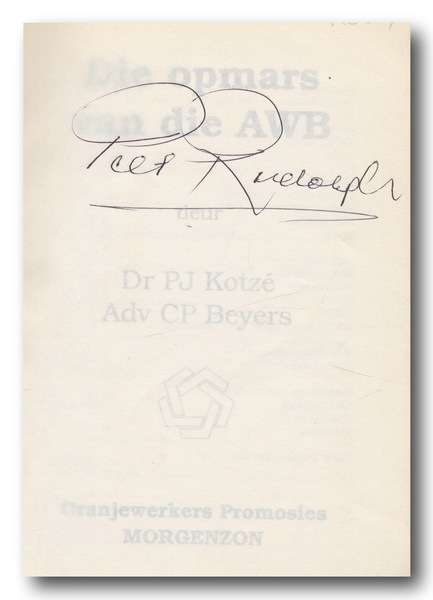 Die opmars
van die AWB
Piet Rudolph
deur
Dr PJ Kotzé
Adv CP Beyers
Oranjewerkers Promosies
MORGENZON